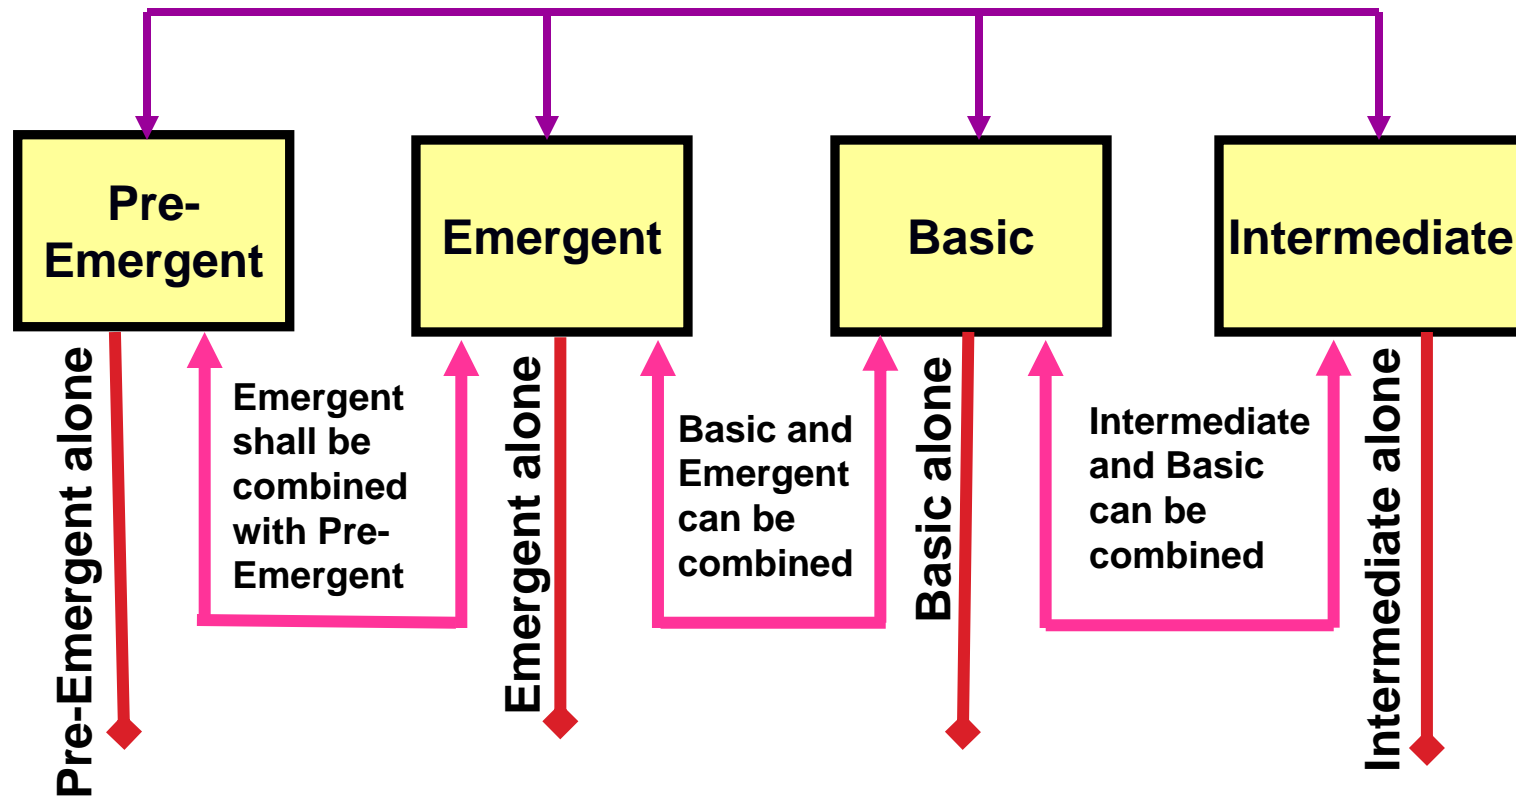 Pre-
Emergent
Emergent
Basic
Intermediate
Pre-Emergent alone
Emergent
shall be
combined
with Pre-
Emergent
Emergent alone
Basic and
Emergent
can be
combined
Basic alone
Intermediate
and Basic
can be
combined
Intermediate alone